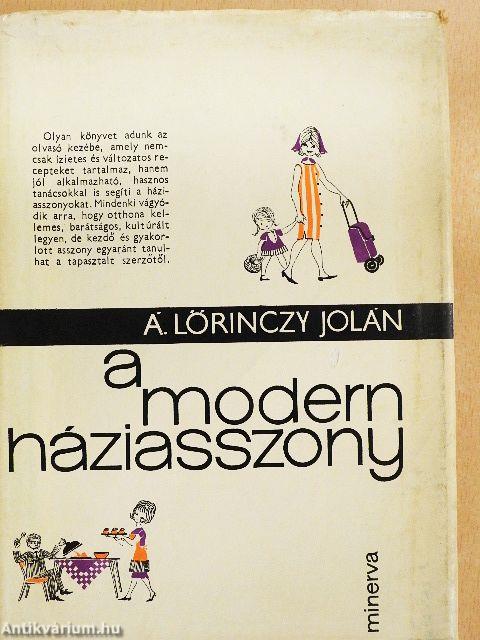 Olyan könyvet adunk az
olvasó kezébe, amely nem-
csak ízletes és változatos re-
cepteket tartalmaz, hanem
jól alkalmazható, hasznos
tanácsokkal is segíti a házi-
asszonyokat. Mindenki vágyó-
dik arra, hogy otthona kel-
lemes, barátságos, kultúrált
legyen, de kezdő és gyakor-
lott asszony egyaránt tanul-
hat a tapasztalt szerzőtől.
Á. LŐRINCZY JOLÁN
a
modern
háziasszony
minerva
Antikvárium.hu